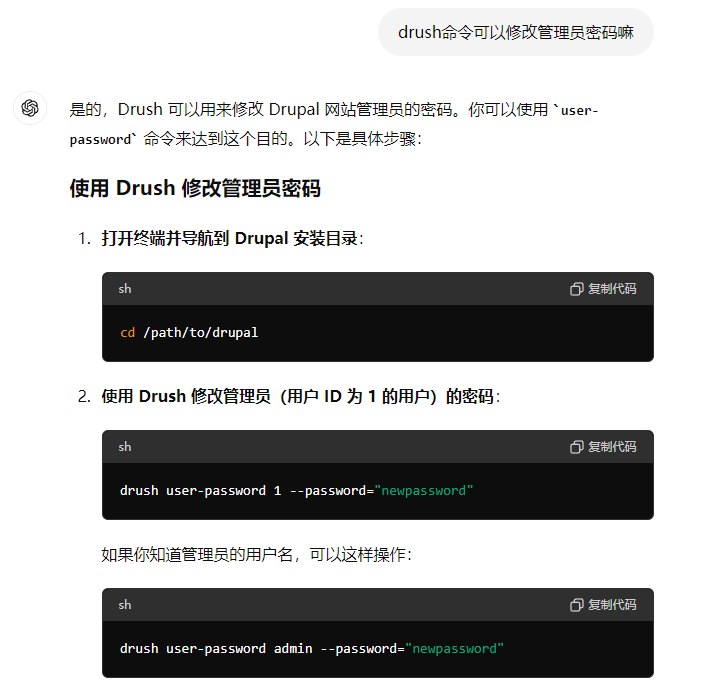 drush命令可以修改管理员密码嘛
是的，Drush 可以用来修改 Drupal 网站管理员的密码。你可以使用 `user-
password` 命令来达到这个目的。以下是具体步骤：
使用 Drush 修改管理员密码
1. 打开终端并导航到 Drupal 安装目录：
sh
复制代码
cd /path/to/drupal
2. 使用 Drush 修改管理员（用户 ID 为 1 的用户）的密码：
sh
复制代码
drush user-password 1 --password="newpassword"
如果你知道管理员的用户名，可以这样操作：
sh
复制代码
drush user-password admin --password="newpassword"